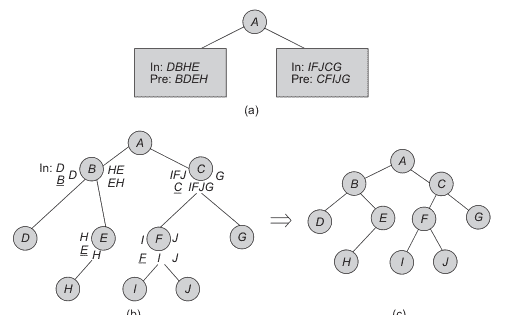 A
In: DBHE
Pre: BDEH
In: IFJCG
Pre: CFIJG
(a)
A
In: D
B
D
B
HE
EH
IFJ
C
C
G
IFJG
D
H
E
H
E
I
F
J
E I J
G
H
I
J
(b)
A
B
C
D
E
F
G
H
I
J
(c)